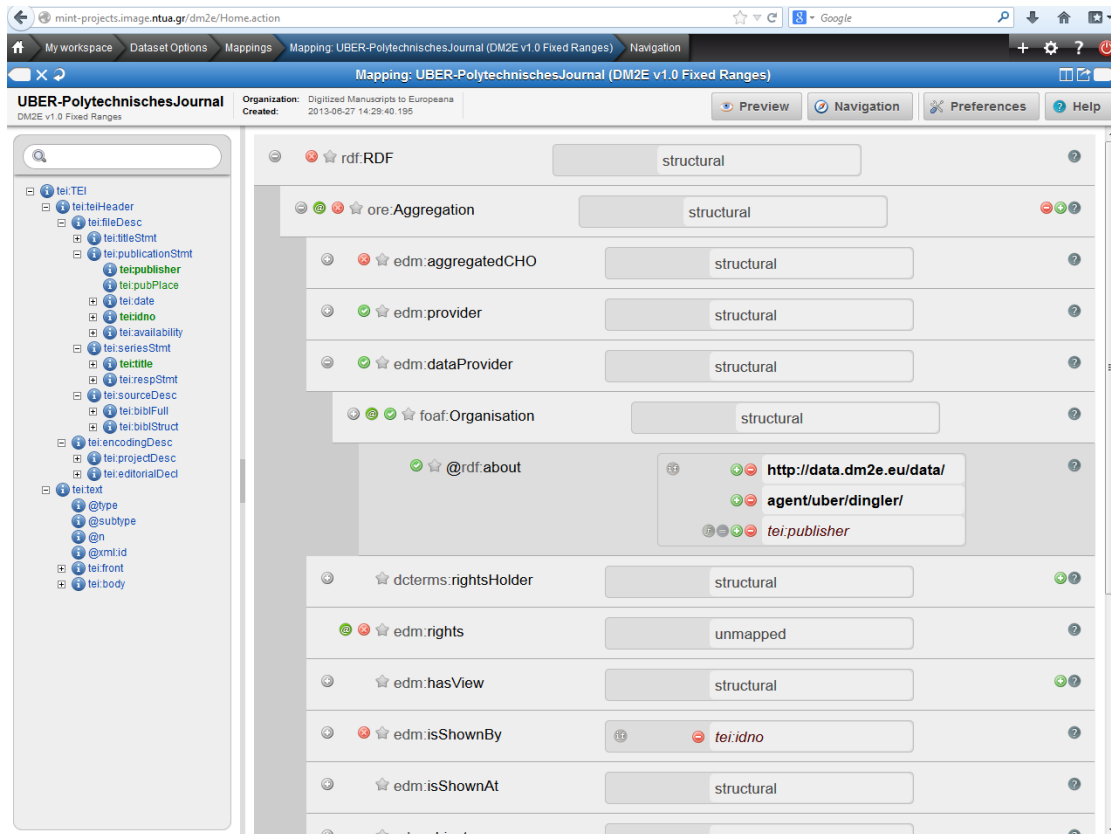 mint-projects.image.ntua.gr/dm2e/Home.action
Google
My workspace Dataset Options Mappings Mapping: UBER-PolytechnischesJournal (DM2E v1.0 Fixed Ranges) Navigation
Mapping: UBER-PolytechnischesJournal (DM2E v1.0 Fixed Ranges)
UBER-PolytechnischesJournal
DM2E v1.0 Fixed Ranges
Organization: Digitized Manuscripts to Europeana
Created: 2013-06-27 14:29:40.195
Preview Navigation Preferences Help
tei:TEI
tei:teiHeader
tei:fileDesc
tei:titleStmt
tei:publicationStmt
tei:publisher
tei:pubPlace
tei:date
tei:idno
tei:availability
tei:seriesStmt
tei:title
tei:respStmt
tei:sourceDesc
tei:biblFull
tei:biblStruct
tei:encodingDesc
tei:projectDesc
tei:editorialDecl
tei:text
@type
@subtype
@n
@xml:id
tei:front
tei:body
rdf:RDF structural
ore:Aggregation structural
edm:aggregatedCHO structural
edm:provider structural
edm:dataProvider structural
foaf:Organisation structural
@rdf:about http://data.dm2e.eu/data/
agent/uber/dingler/
tei:publisher
dcterms:rightsHolder structural
edm:rights unmapped
edm:hasView structural
edm:isShownBy tei:idno
edm:isShownAt structural